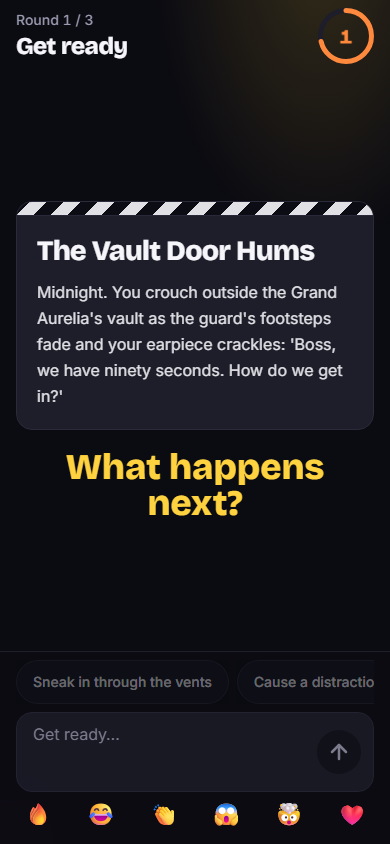 Round 1 / 3
Get ready
1
The Vault Door Hums
Midnight. You crouch outside the Grand
Aurelia's vault as the guard's footsteps
fade and your earpiece crackles: 'Boss,
we have ninety seconds. How do we get
in?'
What happens
next?
Sneak in through the vents
Cause a distractio
Get ready...